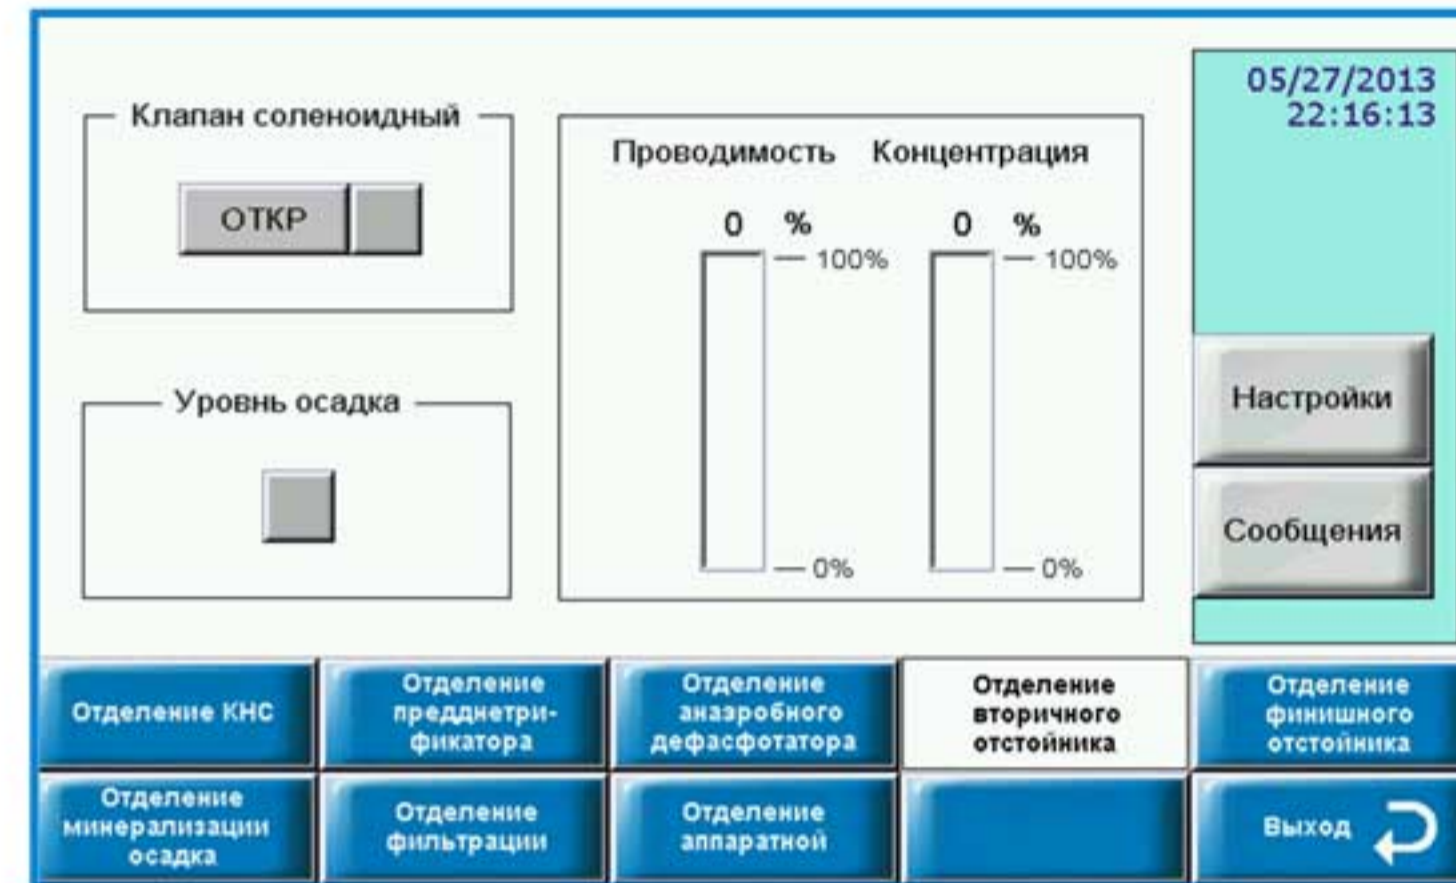 05/27/2013
22:16:13
Клапан соленоидный
ОТКР
Проводимость Концентрация
0 % 0 %
100% 100%
Уровнь осадка
0% 0%
Настройки
Сообщения
Отделение КНС
Отделение
преддетри-
фикатора
Отделение
аназробного
дефасфотатора
Отделение
вторичного
отстойника
Отделение
финишного
отстойника
Отделение
минерализации
осадка
Отделение
фильтрации
Отделение
аппаратной
Выход